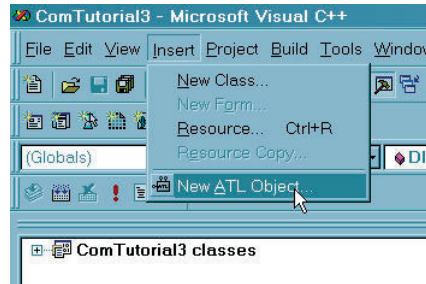 ComTutorial3 - Microsoft Visual C++
File Edit View Insert Project Build Tools
New Class...
New Form...
Resource... Ctrl+R
Resource Copy...
New ATL Object...
(Globals)
ComTutorial3 classes